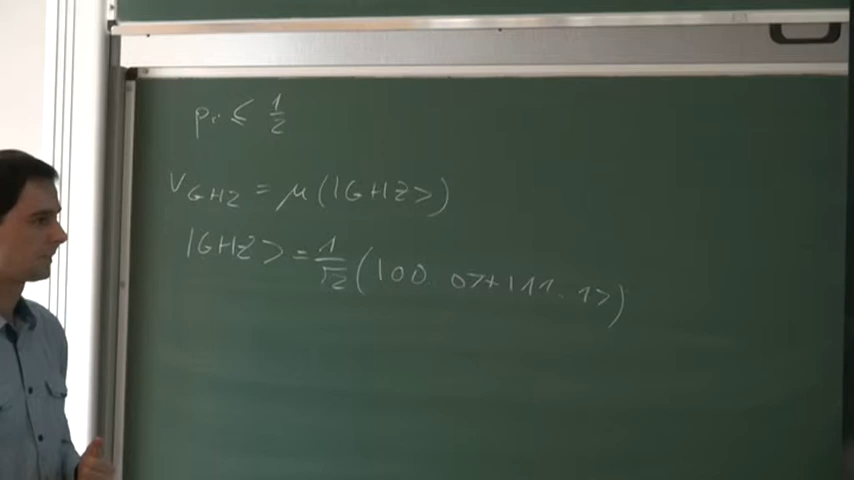 pr. ≤ 1/2
V_GHZ = μ(|GHZ>)
|GHZ> = 1/√2 (|00..0> + |11..1>)